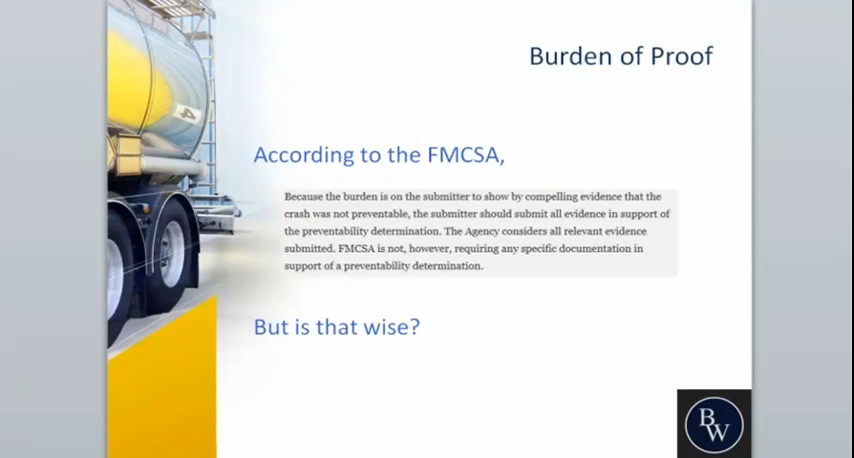 Burden of Proof
According to the FMCSA,
Because the burden is on the submitter to show by compelling evidence that the
crash was not preventable, the submitter should submit all evidence in support of
the preventability determination. The Agency considers all relevant evidence
submitted. FMCSA is not, however, requiring any specific documentation in
support of a preventability determination.
But is that wise?
4
BW